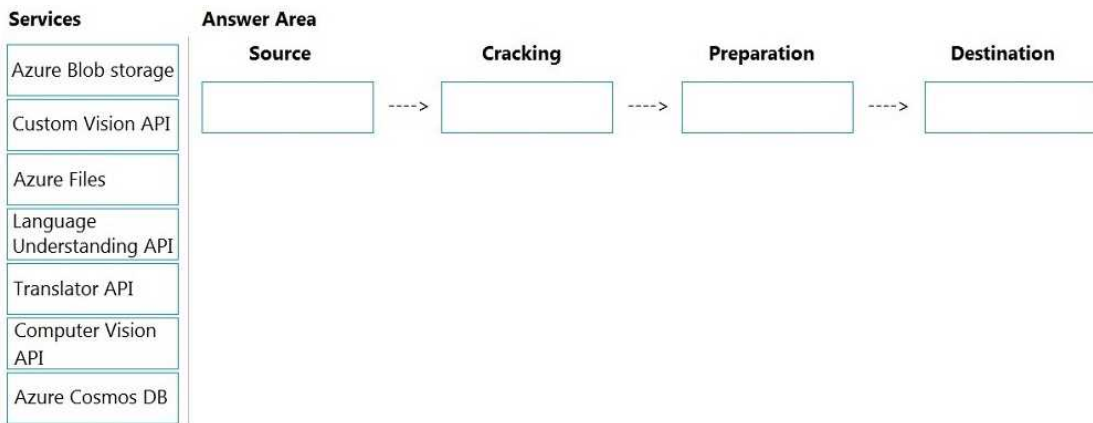 Services
Answer Area
Source
Cracking
Preparation
Destination
Azure Blob storage
---->
---->
---->
Custom Vision API
Azure Files
Language
Understanding API
Translator API
Computer Vision
API
Azure Cosmos DB